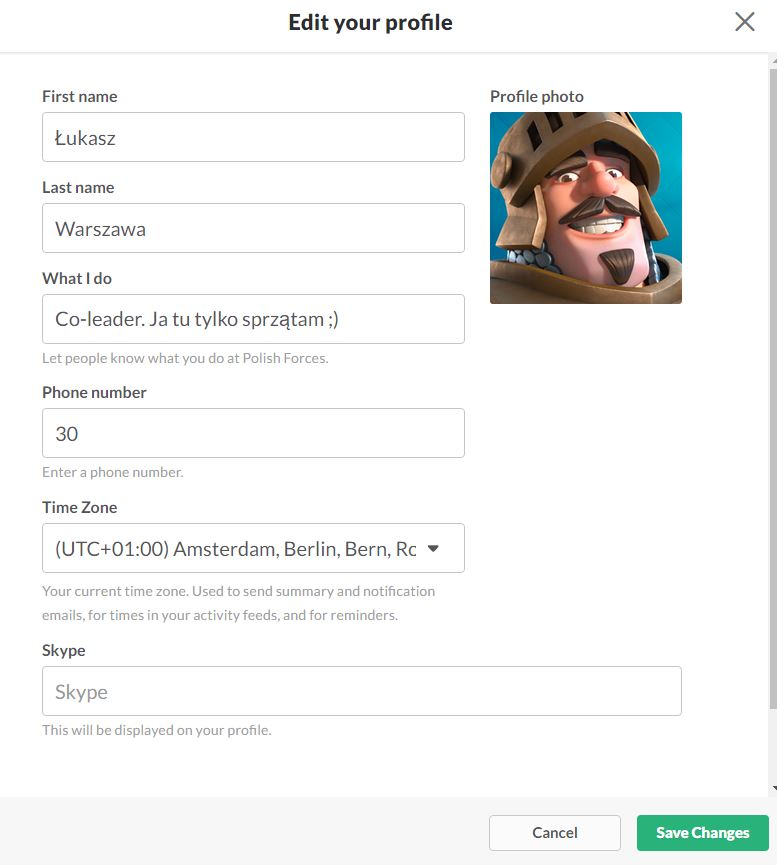 Edit your profile
First name
Profile photo
Łukasz
Last name
Warszawa
What I do
Co-leader. Ja tu tylko sprzątam ;)
Let people know what you do at Polish Forces.
Phone number
30
Enter a phone number.
Time Zone
(UTC+01:00) Amsterdam, Berlin, Bern, Ro
Your current time zone. Used to send summary and notification
emails, for times in your activity feeds, and for reminders.
Skype
Skype
This will be displayed on your profile.
Cancel
Save Changes